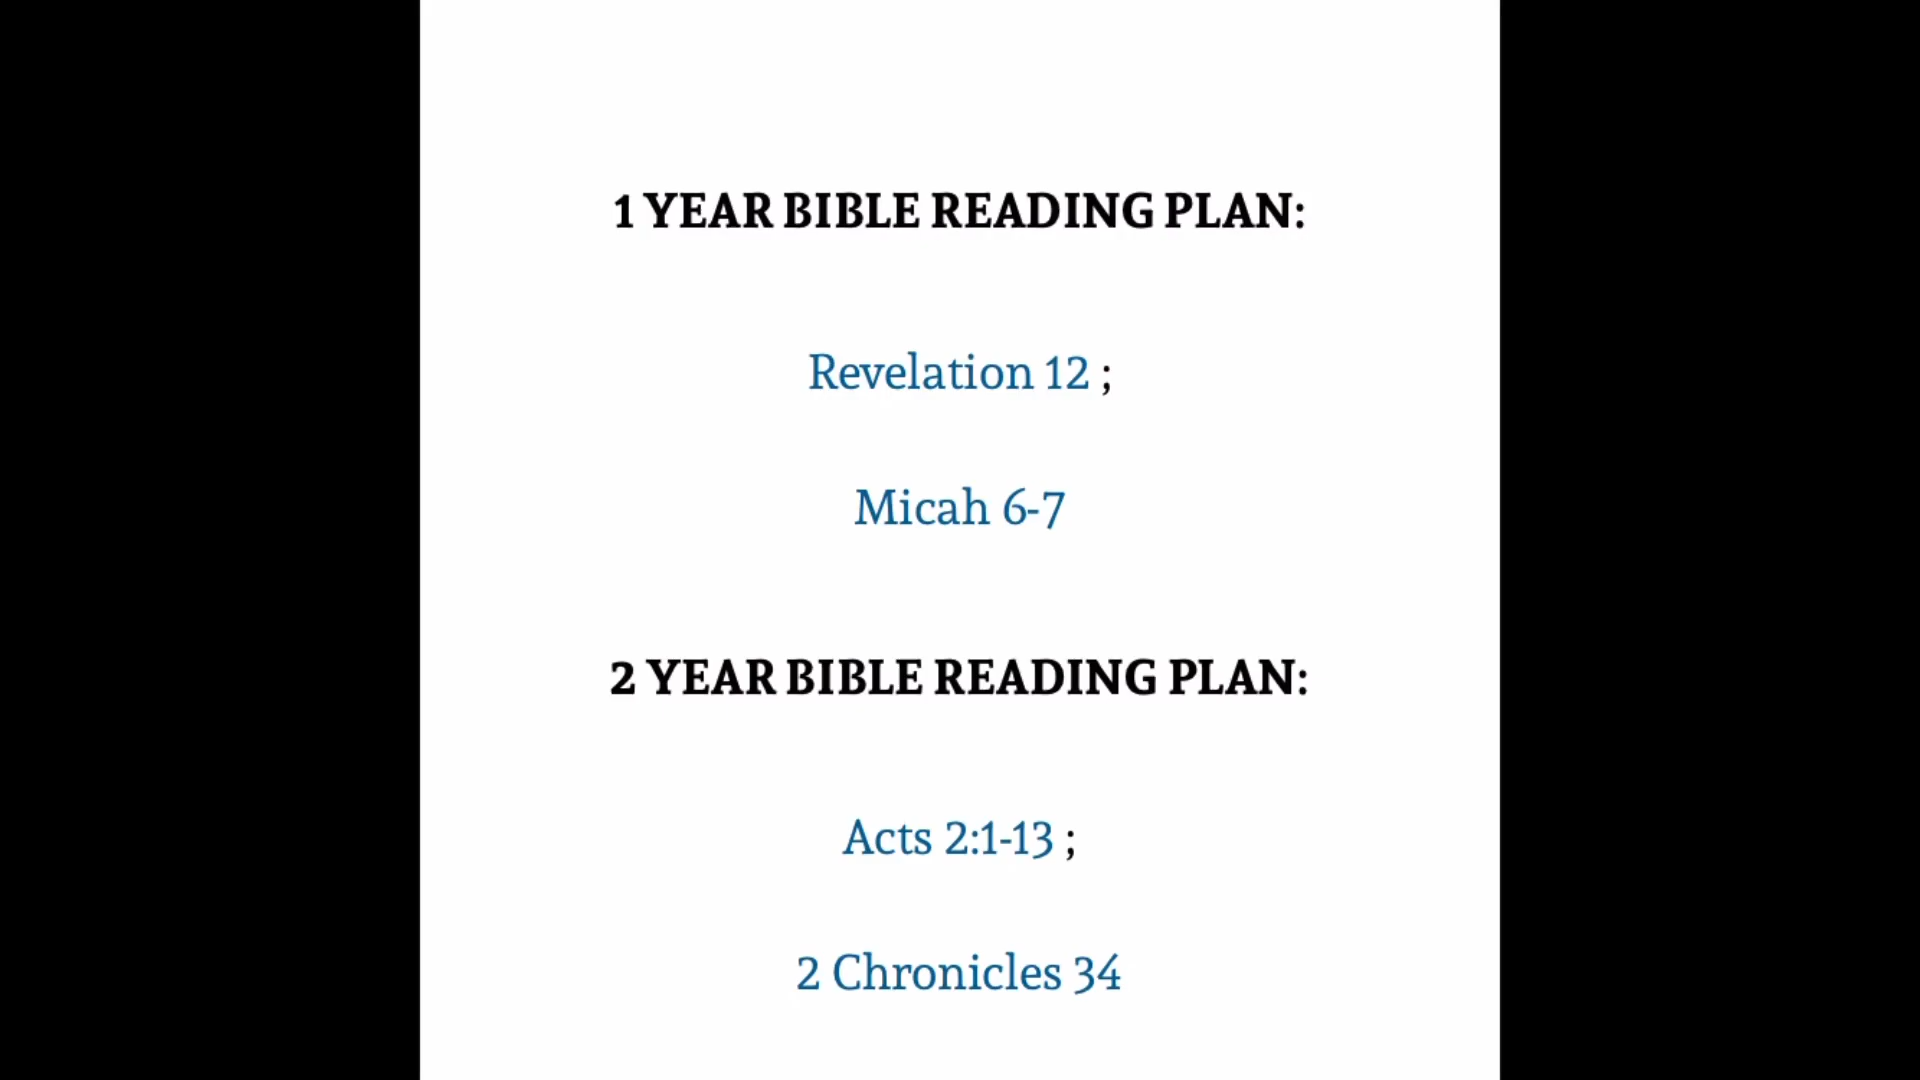 1 YEAR BIBLE READING PLAN:
Revelation 12 ;
Micah 6-7
2 YEAR BIBLE READING PLAN:
Acts 2:1-13 ;
2 Chronicles 34